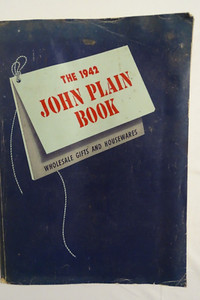 THE 1942
JOHN PLAIN
BOOK
WHOLESALE GIFTS AND HOUSEWARES